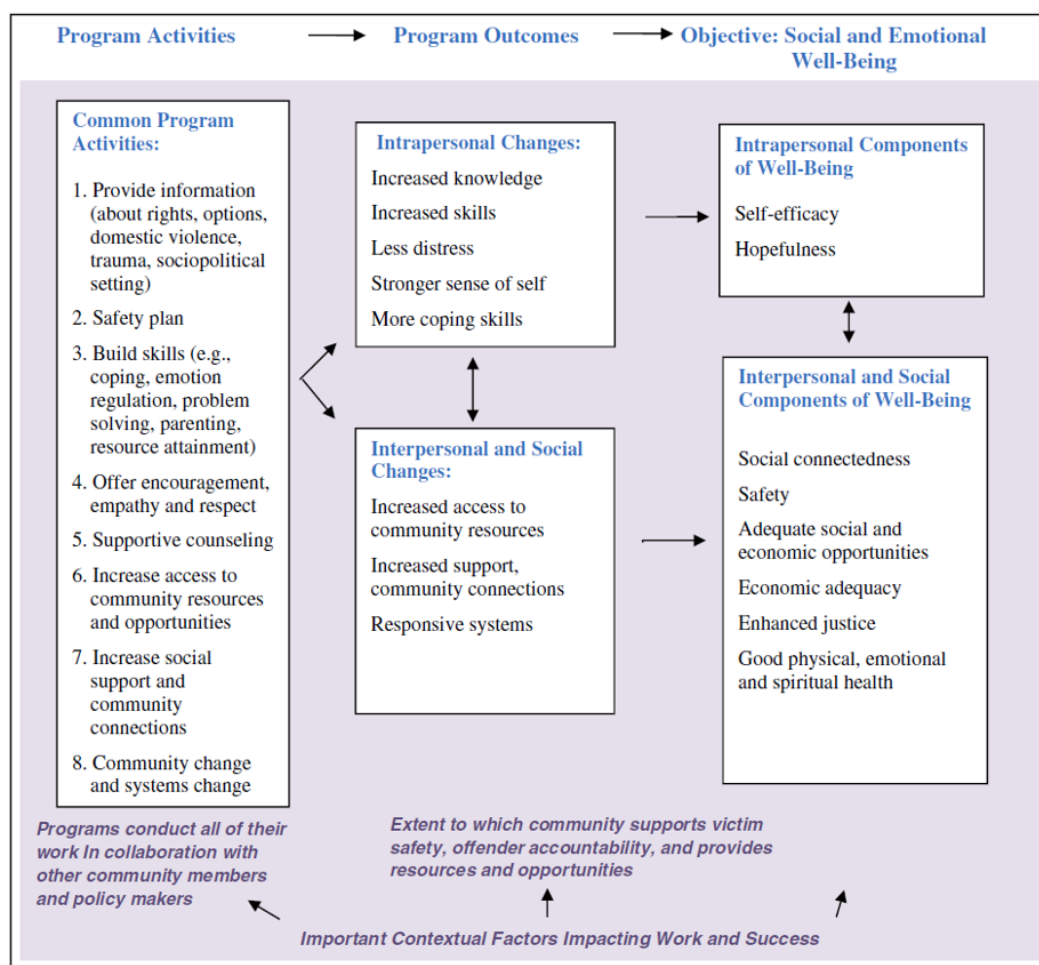 Program Activities
Program Outcomes
Objective: Social and Emotional
Well-Being
Common Program
Activities:
1. Provide information
(about rights, options,
domestic violence,
trauma, sociopolitical
setting)
2. Safety plan
3. Build skills (e.g.,
coping, emotion
regulation, problem
solving, parenting,
resource attainment)
4. Offer encouragement,
empathy and respect
5. Supportive counseling
6. Increase access to
community resources
and opportunities
7. Increase social
support and
community
connections
8. Community change
and systems change
Intrapersonal Changes:
Increased knowledge
Increased skills
Less distress
Stronger sense of self
More coping skills
Interpersonal and Social
Changes:
Increased access to
community resources
Increased support,
community connections
Responsive systems
Intrapersonal Components
of Well-Being
Self-efficacy
Hopefulness
Interpersonal and Social
Components of Well-Being
Social connectedness
Safety
Adequate social and
economic opportunities
Economic adequacy
Enhanced justice
Good physical, emotional
and spiritual health
Programs conduct all of their
work In collaboration with
other community members
and policy makers
Extent to which community supports victim
safety, offender accountability, and provides
resources and opportunities
Important Contextual Factors Impacting Work and Success